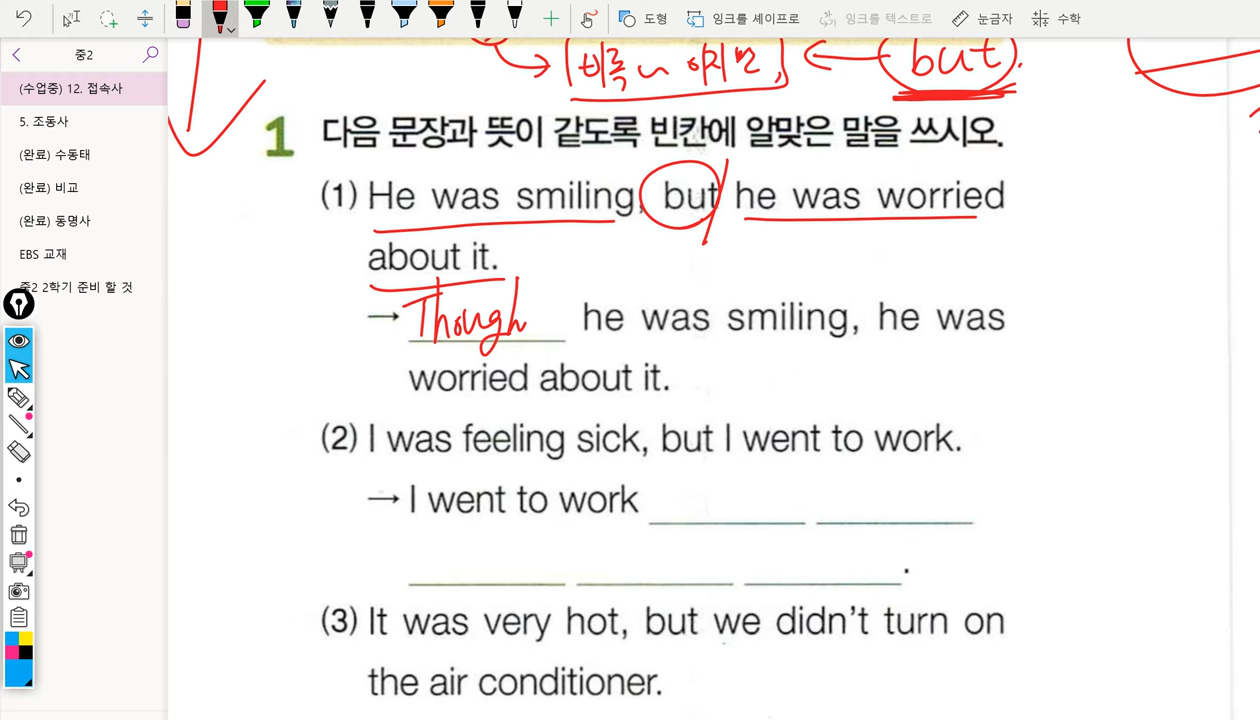 도형
잉크를 셰이프로
잉크를 텍스트로
눈금자
수학
중2
(수업중) 12. 접속사
5. 조동사
(완료) 수동태
(완료) 비교
(완료) 동명사
EBS 교재
중2 2학기 준비 할 것
비록 ~ 이지만, but.
1 다음 문장과 뜻이 같도록 빈칸에 알맞은 말을 쓰시오.
(1) He was smiling, but he was worried
about it.
→ Though he was smiling, he was
worried about it.
(2) I was feeling sick, but I went to work.
→ I went to work
.
(3) It was very hot, but we didn't turn on
the air conditioner.